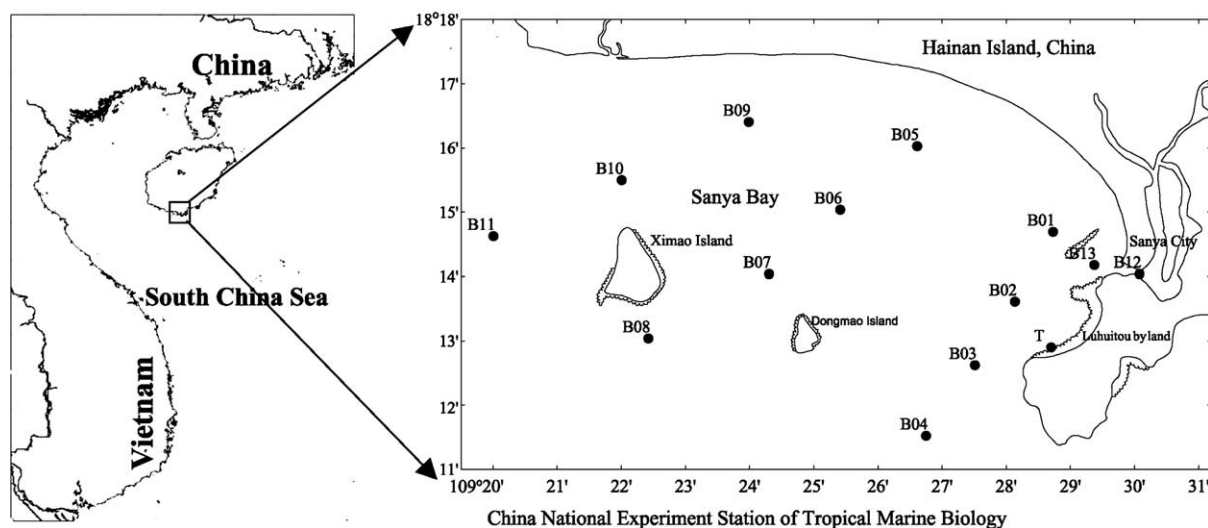 China
South China Sea
Vietnam
18°18'
17'
16'
15'
14'
13'
12'
11'
109°20'
21'
22'
23'
24'
25'
26'
27'
28'
29'
30'
31'
Hainan Island, China
B09
B05
B10
Sanya Bay
B06
B11
Ximao Island
B01
Sanya City
B13
B12
B07
B02
B08
Dongmao Island
T
Luhuitou byland
B03
B04
China National Experiment Station of Tropical Marine Biology